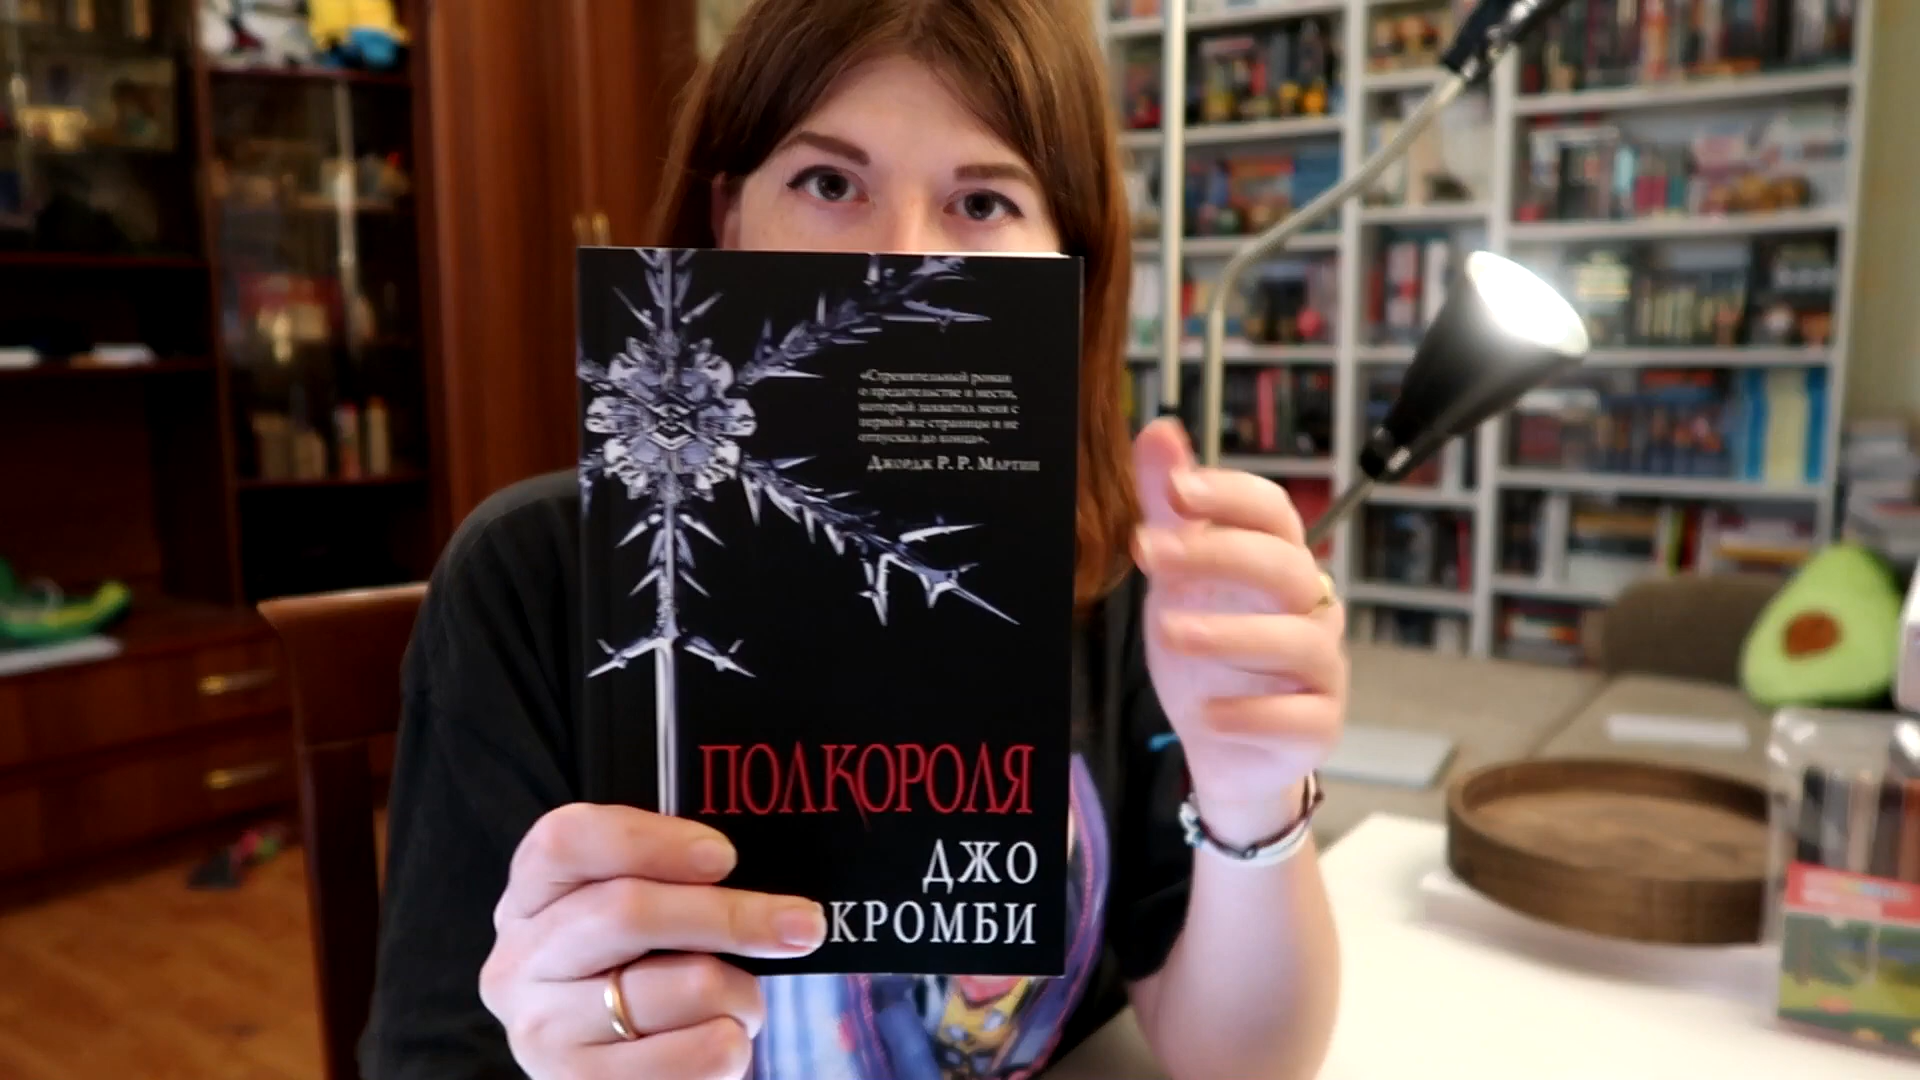 «Стремительный роман
о предательстве и мести,
который захватил меня с
первой же страницы и не
отпускал до конца».
Джордж Р. Р. Мартин
ПОЛКОРОЛЯ
ДЖО
КРОМБИ